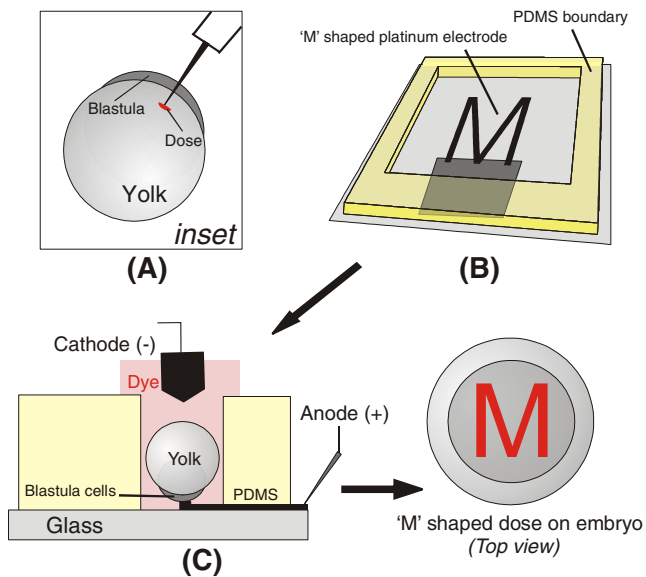 Blastula
Dose
Yolk
inset
(A)
PDMS boundary
'M' shaped platinum electrode
M
(B)
Cathode (-)
Dye
Anode (+)
Yolk
Blastula cells
PDMS
Glass
(C)
M
'M' shaped dose on embryo
(Top view)